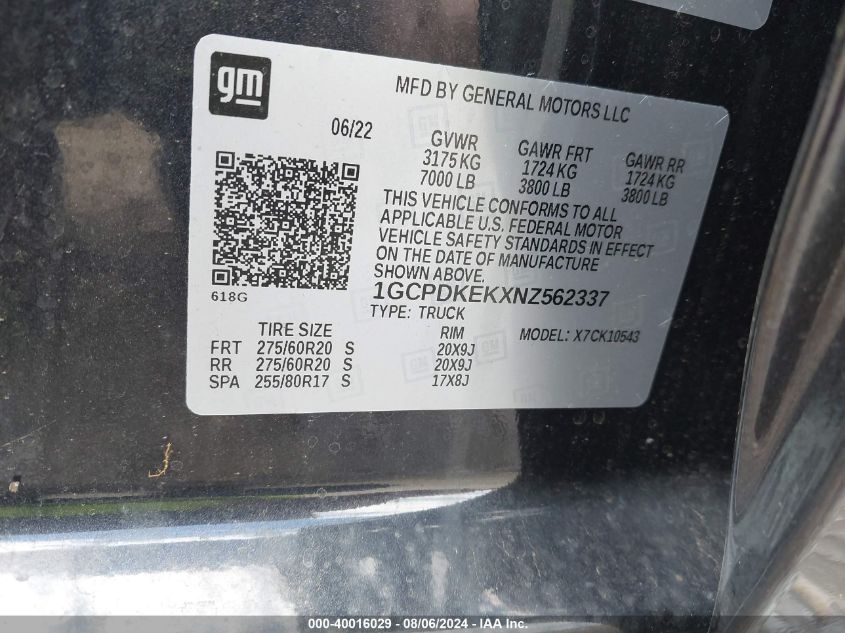 gm
MFD BY GENERAL MOTORS LLC
06/22
GVWR
3175 KG
7000 LB
GAWR FRT
1724 KG
3800 LB
GAWR RR
1724 KG
3800 LB
THIS VEHICLE CONFORMS TO ALL
APPLICABLE U.S. FEDERAL MOTOR
VEHICLE SAFETY STANDARDS IN EFFECT
ON THE DATE OF MANUFACTURE
SHOWN ABOVE.
618G
1GCPDKEKXNZ562337
TYPE: TRUCK
MODEL: X7CK10543
TIRE SIZE RIM
FRT 275/60R20 S 20X9J
RR 275/60R20 S 20X9J
SPA 255/80R17 S 17X8J
000-40016029 - 08/06/2024 - IAA Inc.